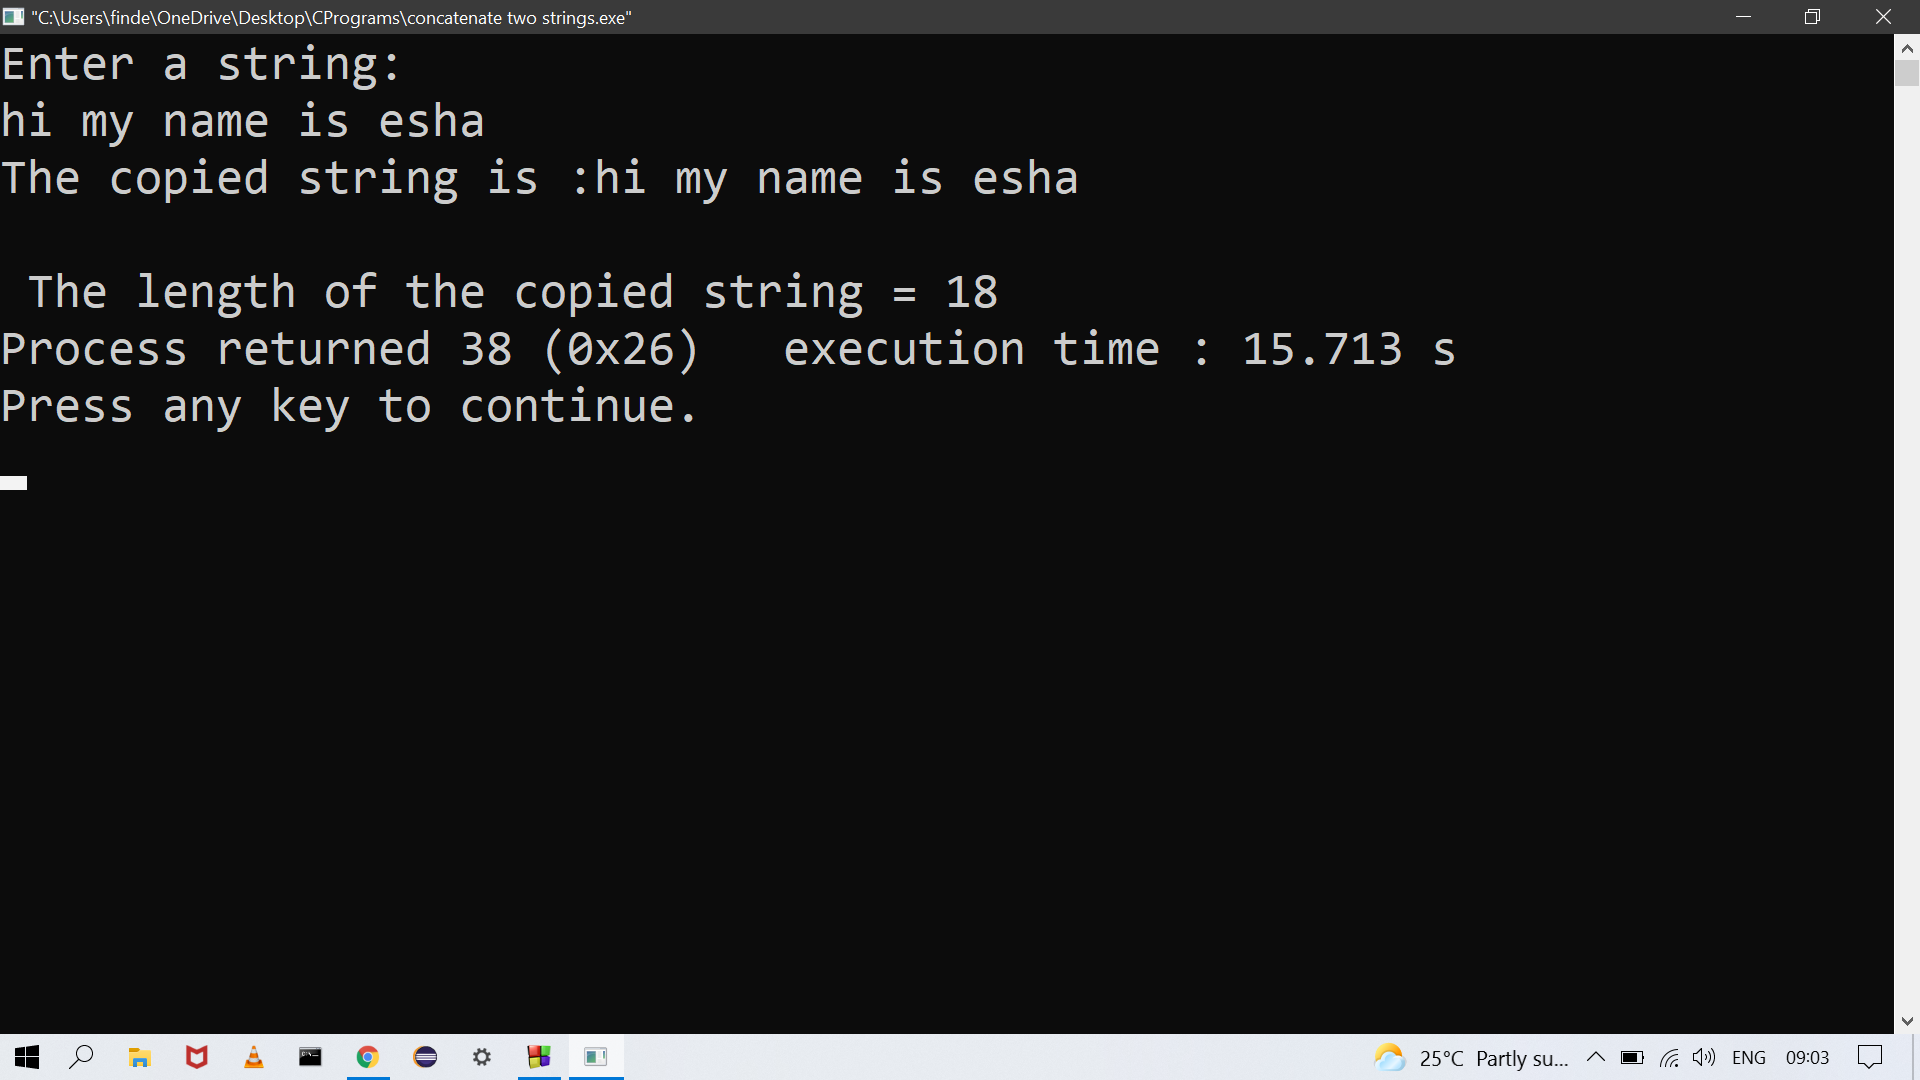 "C:\Users\finde\OneDrive\Desktop\CPrograms\concatenate two strings.exe"
Enter a string:
hi my name is esha
The copied string is :hi my name is esha
 The length of the copied string = 18
Process returned 38 (0x26)   execution time : 15.713 s
Press any key to continue.
25°C Partly su... ENG 09:03